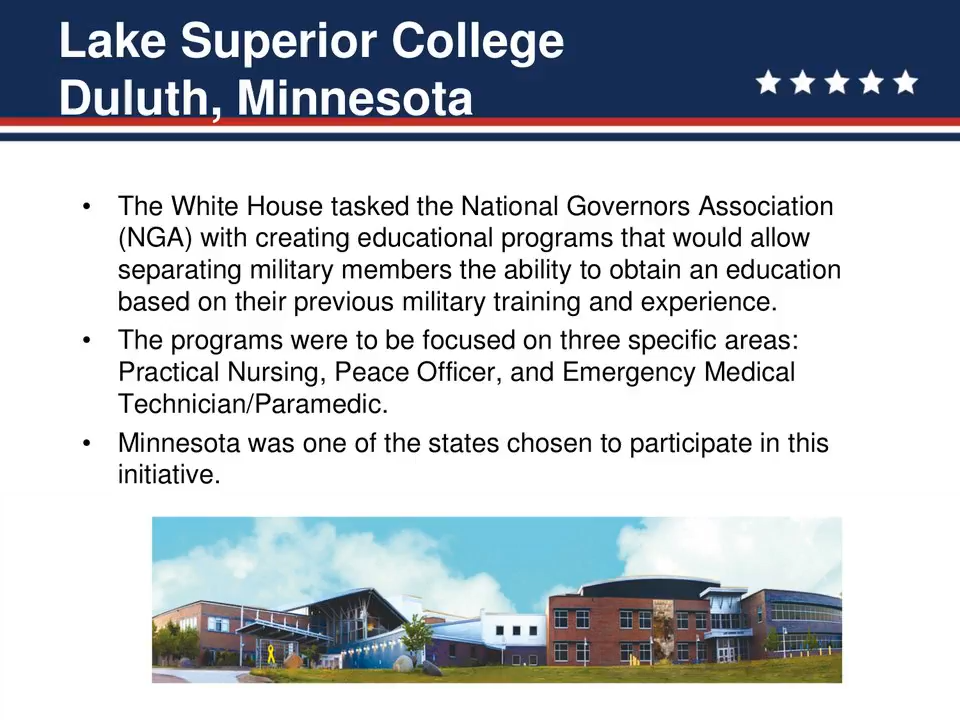 Lake Superior College
Duluth, Minnesota
• The White House tasked the National Governors Association
(NGA) with creating educational programs that would allow
separating military members the ability to obtain an education
based on their previous military training and experience.
• The programs were to be focused on three specific areas:
Practical Nursing, Peace Officer, and Emergency Medical
Technician/Paramedic.
• Minnesota was one of the states chosen to participate in this
initiative.